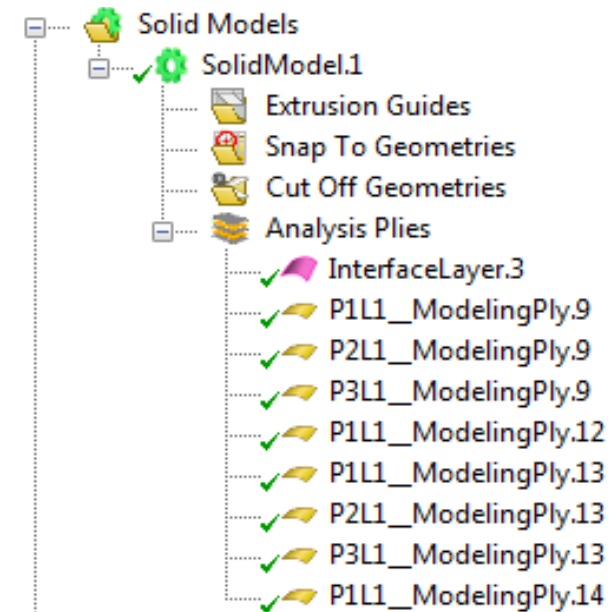 Solid Models
SolidModel.1
Extrusion Guides
Snap To Geometries
Cut Off Geometries
Analysis Plies
InterfaceLayer.3
P1L1__ModelingPly.9
P2L1__ModelingPly.9
P3L1__ModelingPly.9
P1L1__ModelingPly.12
P1L1__ModelingPly.13
P2L1__ModelingPly.13
P3L1__ModelingPly.13
P1L1__ModelingPly.14